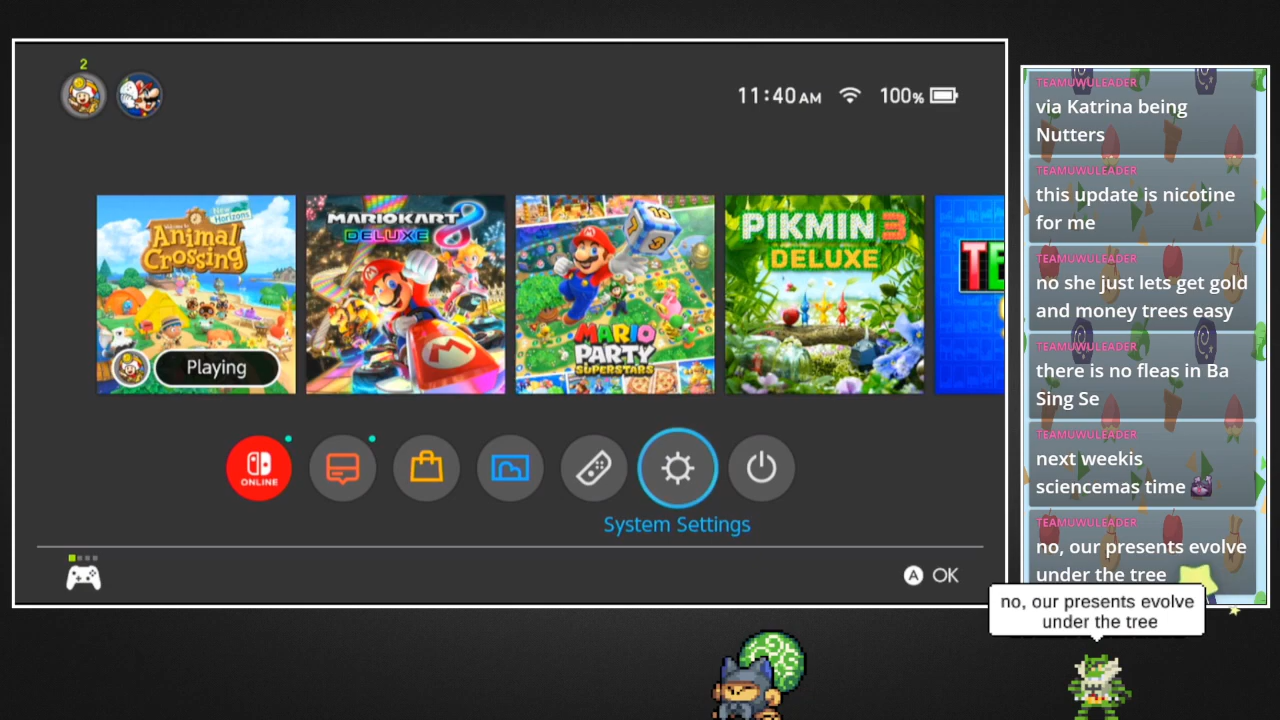 2
11:40 AM
100%
Welcome to
Animal
Crossing
New
Horizons
Playing
MARIOKART 8
DELUXE
MARIO
PARTY
SUPERSTARS
PIKMIN 3
DELUXE
TE
ONLINE
System Settings
A OK
TEAMUWULEADER
via Katrina being
Nutters
TEAMUWULEADER
this update is nicotine
for me
TEAMUWULEADER
no she just lets get gold
and money trees easy
TEAMUWULEADER
there is no fleas in Ba
Sing Se
TEAMUWULEADER
next weekis
sciencemas time
TEAMUWULEADER
no, our presents evolve
under the tree
no, our presents evolve
under the tree